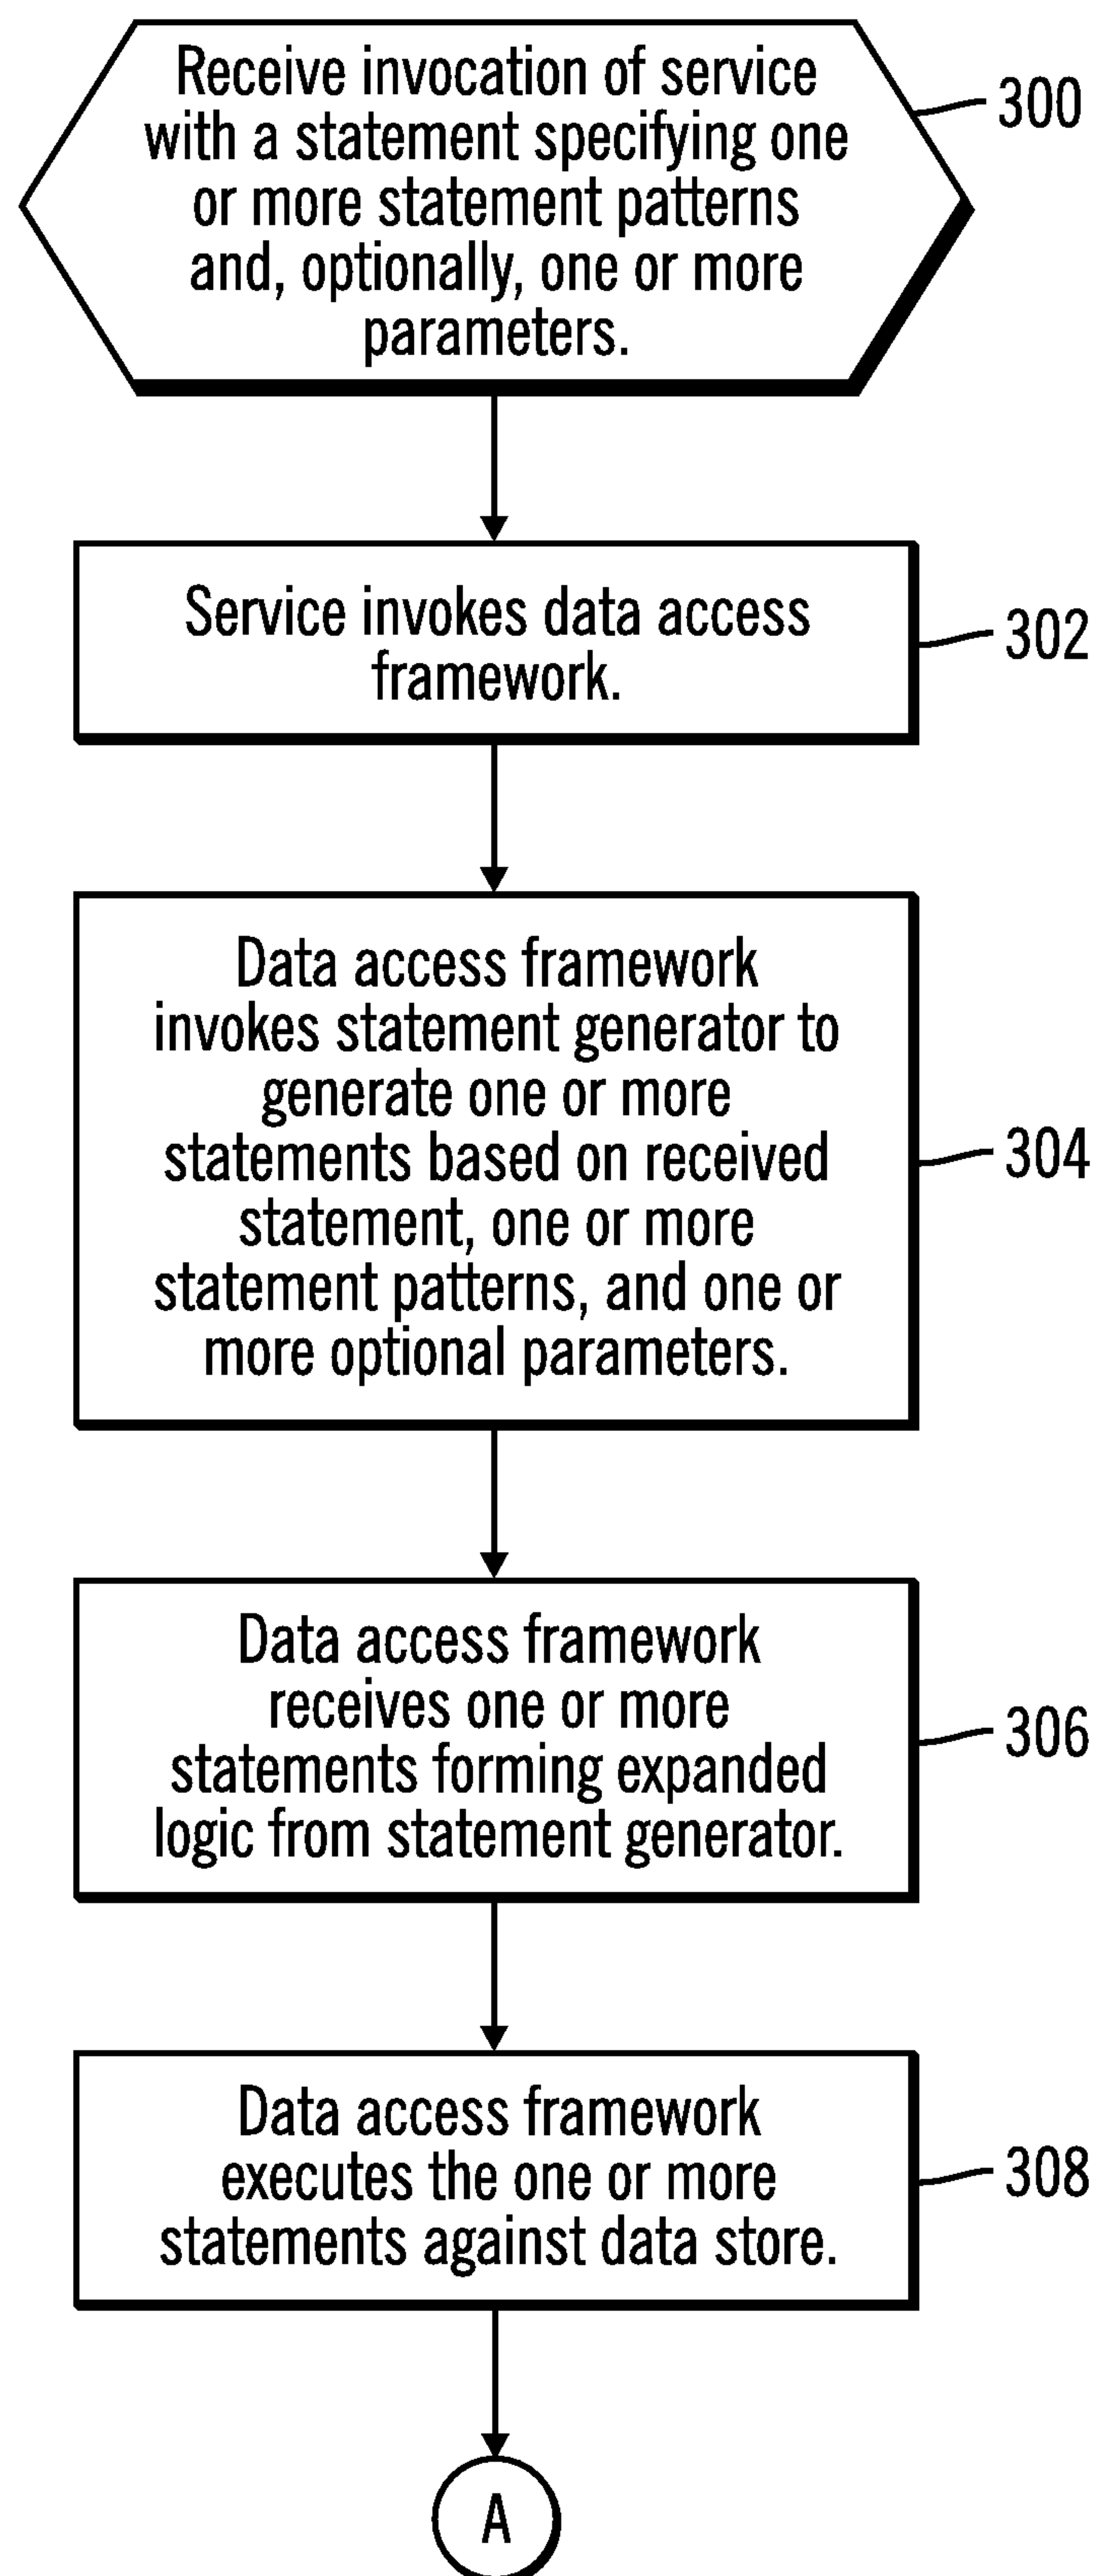 Receive invocation of service
with a statement specifying one
or more statement patterns
and, optionally, one or more
parameters.
300
Service invokes data access
framework.
302
Data access framework
invokes statement generator to
generate one or more
statements based on received
statement, one or more
statement patterns, and one or
more optional parameters.
304
Data access framework
receives one or more
statements forming expanded
logic from statement generator.
306
Data access framework
executes the one or more
statements against data store.
308
A